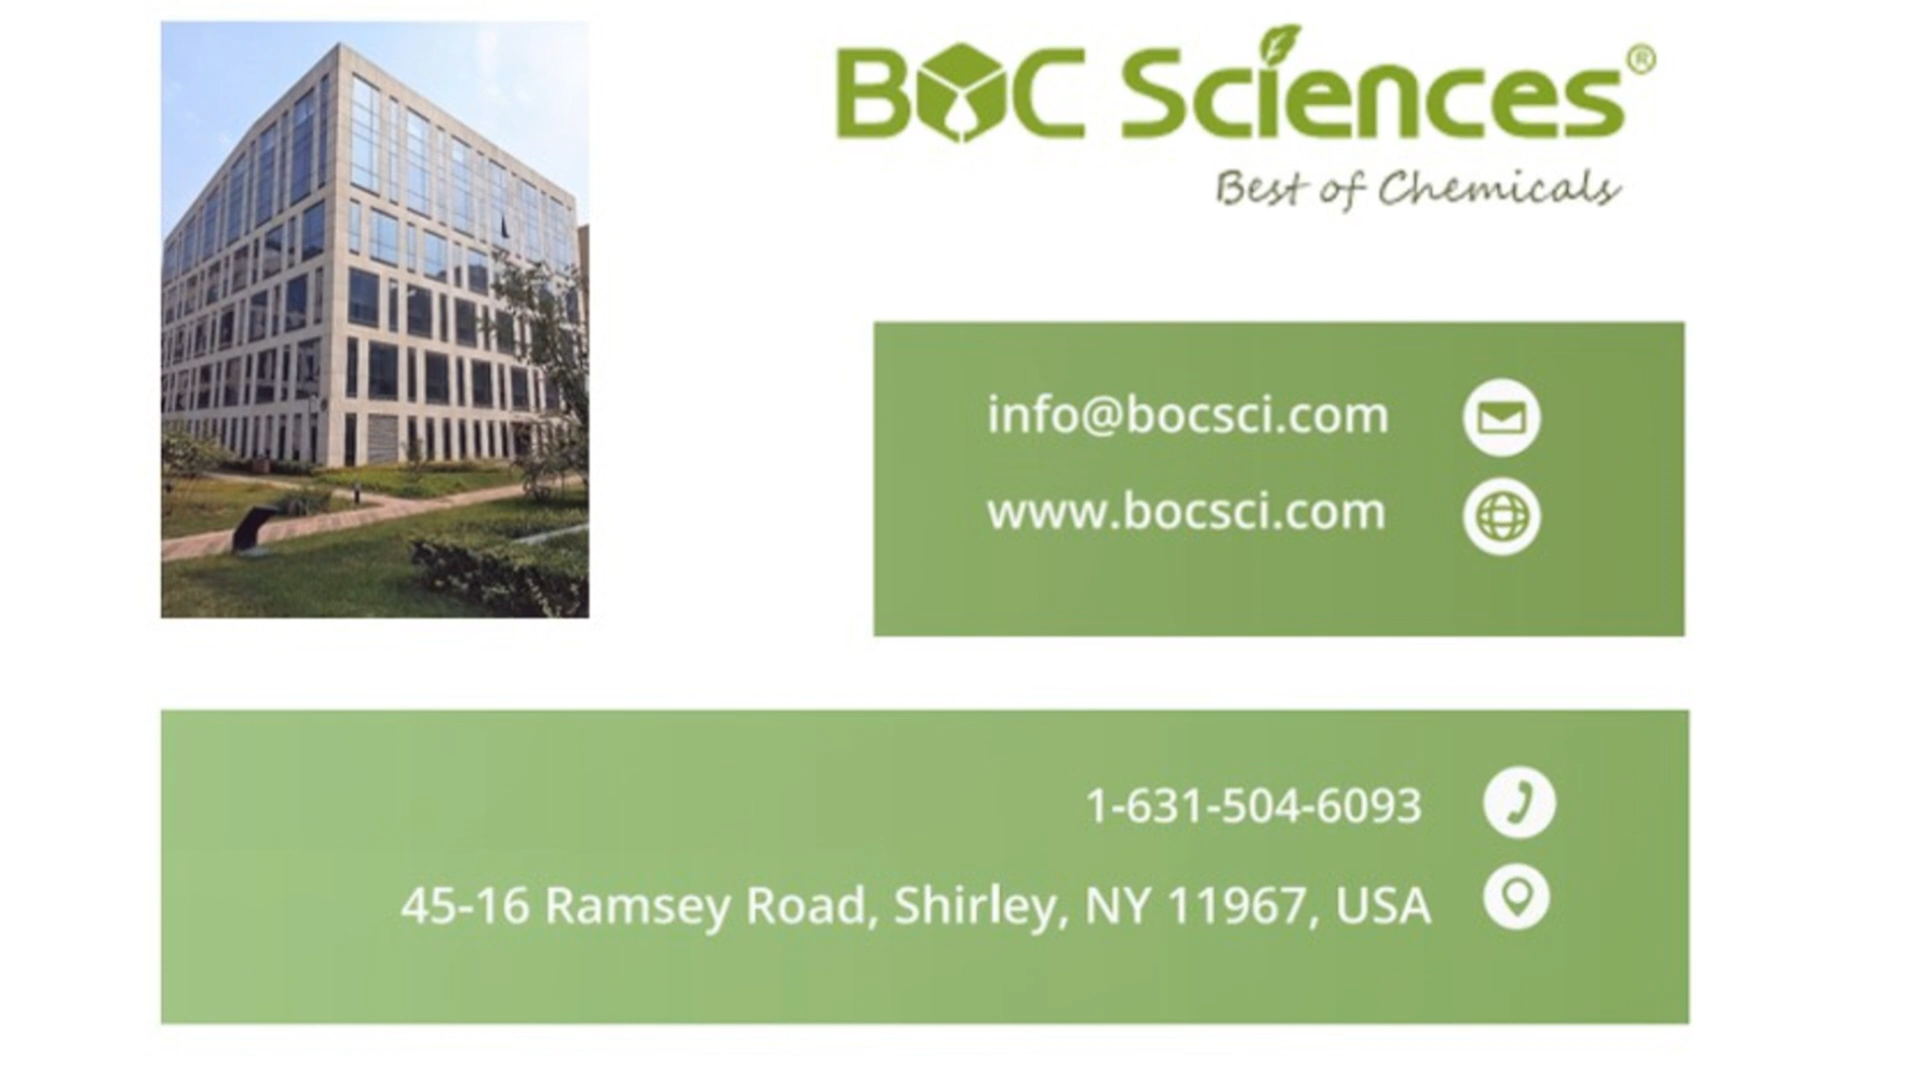 BOC Sciences®
Best of Chemicals
info@bocsci.com
www.bocsci.com
1-631-504-6093
45-16 Ramsey Road, Shirley, NY 11967, USA